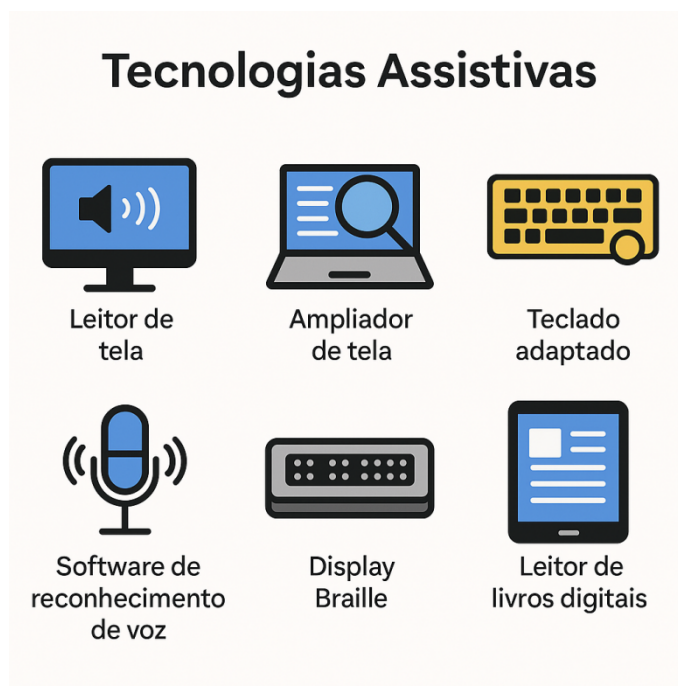 Tecnologias Assistivas
Leitor de
tela
Ampliador
de tela
Teclado
adaptado
Software de
reconhecimento
de voz
Display
Braille
Leitor de
livros digitais